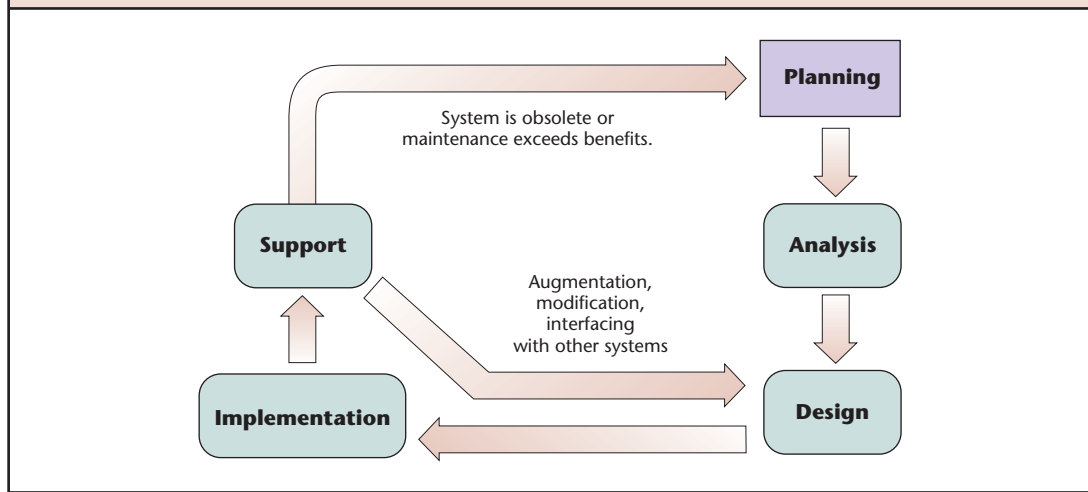 Planning
System is obsolete or
maintenance exceeds benefits.
Support
Analysis
Augmentation,
modification,
interfacing
with other systems
Implementation
Design